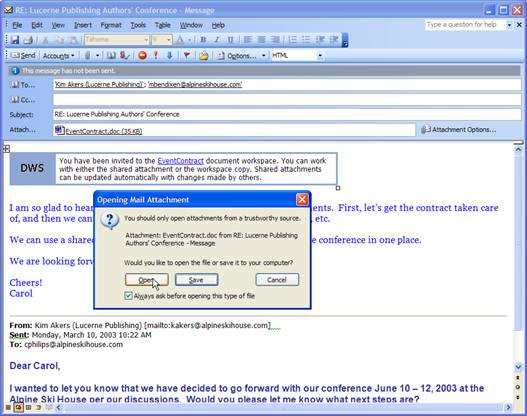 RE: Lucerne Publishing Authors' Conference - Message
File Edit View Insert Format Tools Table Window Help Type a question for help
Tahoma
Send Accounts Options... HTML
This message has not been sent.
To... 'Kim Akers (Lucerne Publishing)'; 'mbendixen@alpineskihouse.com'
Cc...
Subject: RE: Lucerne Publishing Authors' Conference
Attach... EventContract.doc (35 KB) Attachment Options...
DWS
You have been invited to the EventContract document workspace. You can work
with either the shared attachment or the workspace copy. Shared attachments
can be updated automatically with changes made by others.
Opening Mail Attachment
You should only open attachments from a trustworthy source.
Attachment: EventContract.doc from RE: Lucerne Publishing
Authors' Conference - Message
Would you like to open the file or save it to your computer?
Open Save Cancel
Always ask before opening this type of file
I am so glad to hear ments. First, let's get the contract taken care
of, and then we can , etc.
We can use a shared e conference in one place.
We are looking forw
Cheers!
Carol
From: Kim Akers (Lucerne Publishing) [mailto:kakers@alpineskihouse.com]
Sent: Monday, March 10, 2003 10:22 AM
To: cphilips@alpineskihouse.com
Dear Carol,
I wanted to let you know that we have decided to go forward with our conference June 10 – 12, 2003 at the
Alpine Ski House per our discussions. Would you please let me know what next steps are?